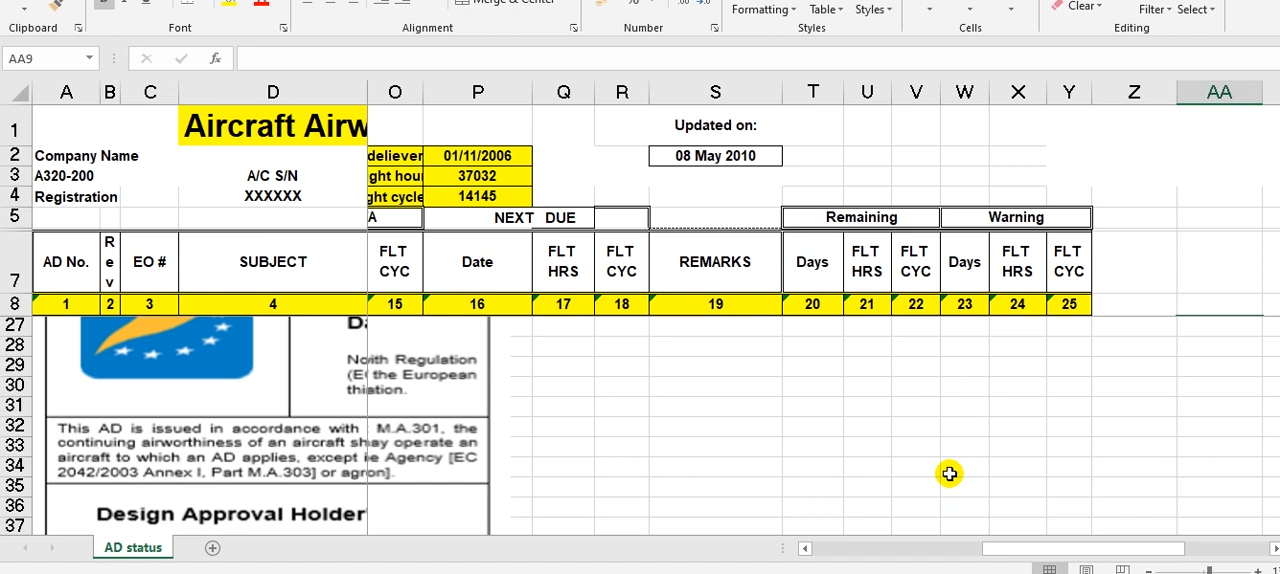 Merge & Center
%
Formatting
Table
Styles
Clear
Filter
Select
Clipboard
Font
Alignment
Number
Styles
Cells
Editing
AA9
fx
A B C D O P Q R S T U V W X Y Z AA
1
Aircraft Airw
Updated on:
2
Company Name
deliever
01/11/2006
08 May 2010
3
A320-200
A/C S/N
ght hou
37032
4
Registration
XXXXXX
ght cycle
14145
5
A
NEXT DUE
Remaining
Warning
7
AD No.
Rev
EO #
SUBJECT
FLT CYC
Date
FLT HRS
FLT CYC
REMARKS
Days
FLT HRS
FLT CYC
Days
FLT HRS
FLT CYC
8
1 2 3 4 15 16 17 18 19 20 21 22 23 24 25
27
28
29
Regulation
30
(E the European
31
32
This AD is issued in accordance with M.A.301, the
33
continuing airworthiness of an aircraft operate an
34
aircraft to which an AD applies, except Agency [EC
35
2042/2003 Annex I, Part M.A.303] or
36
Design Approval Holder
37
AD status